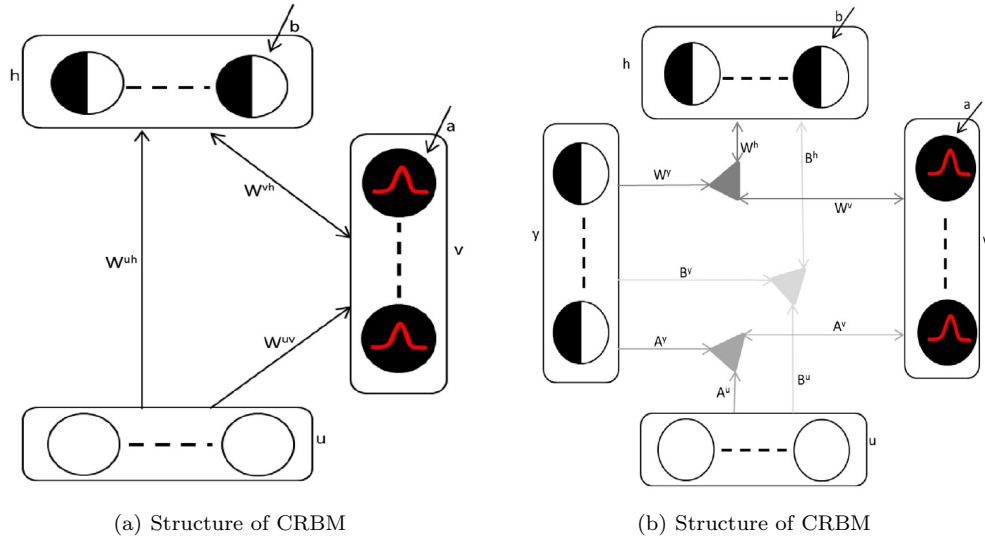 b
h
a
W^vh
v
W^uh
W^uv
u
(a) Structure of CRBM
b
h
a
W^h
B^h
W^y
W^v
y
v
B^y
A^y
A^v
A^u
B^u
u
(b) Structure of CRBM